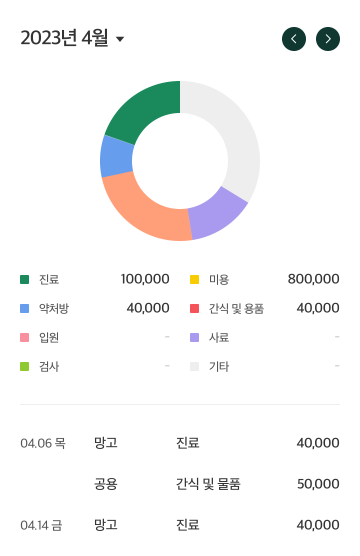 2023년 4월
진료 100,000 미용 800,000
약처방 40,000 간식 및 용품 40,000
입원 - 사료 -
검사 - 기타 -
04.06 목 망고 진료 40,000
공용 간식 및 물품 50,000
04.14 금 망고 진료 40,000